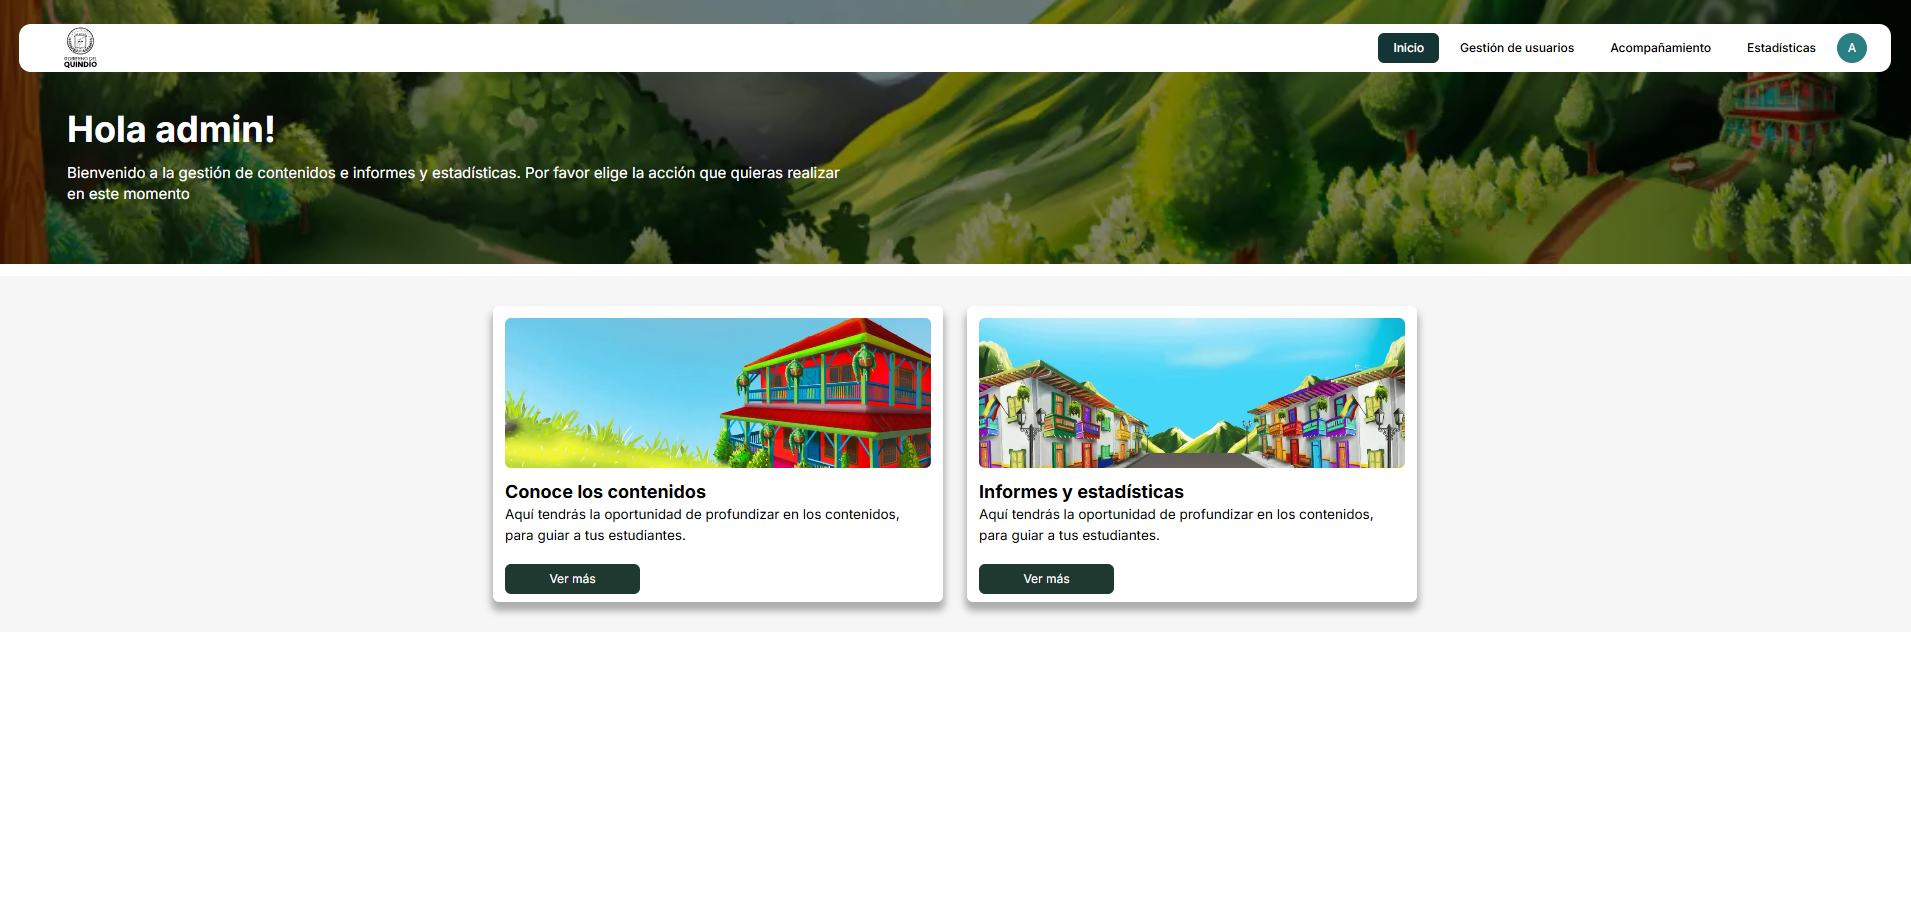 GOBIERNO DEL
QUINDÍO
Inicio
Gestión de usuarios
Acompañamiento
Estadísticas
A
Hola admin!
Bienvenido a la gestión de contenidos e informes y estadísticas. Por favor elige la acción que quieras realizar
en este momento
Conoce los contenidos
Aquí tendrás la oportunidad de profundizar en los contenidos,
para guiar a tus estudiantes.
Ver más
Informes y estadísticas
Aquí tendrás la oportunidad de profundizar en los contenidos,
para guiar a tus estudiantes.
Ver más